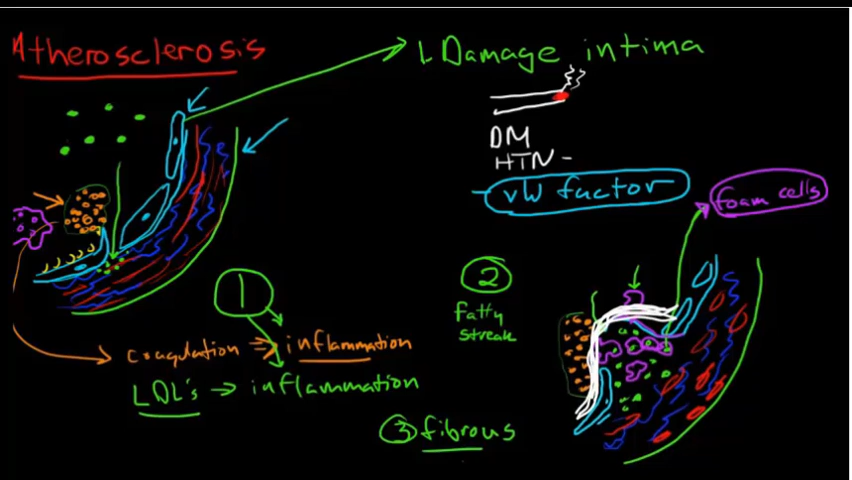 Atherosclerosis
1. Damage intima
DM
HTN -
vW factor
foam cells
1
2
Fatty
Streak
coagulation ⇒ inflammation
LDL's → inflammation
3 fibrous